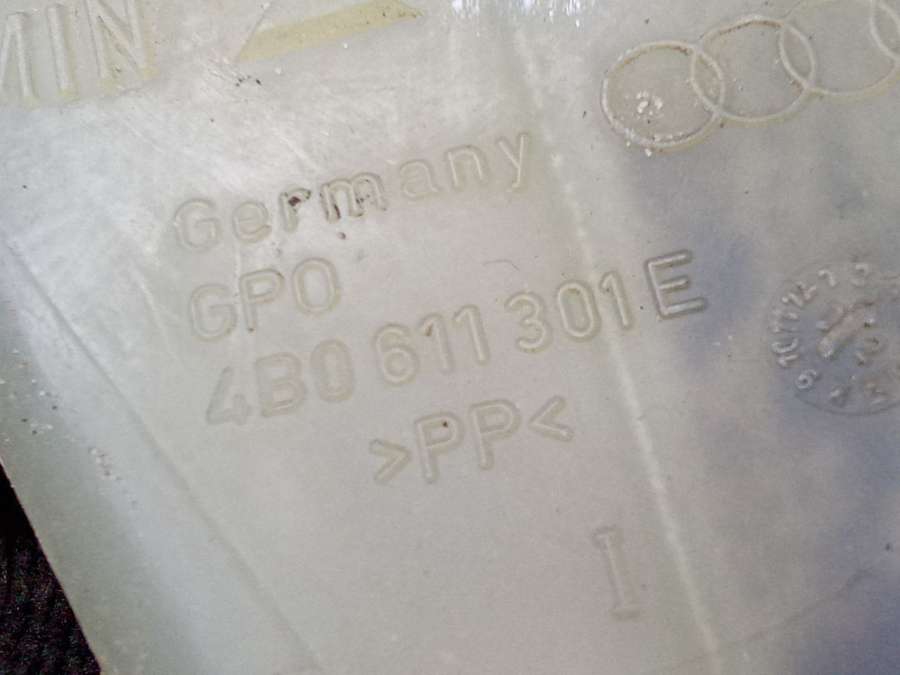 MIN
Germany
GPO
4B0 611 301 E
>PP<
I